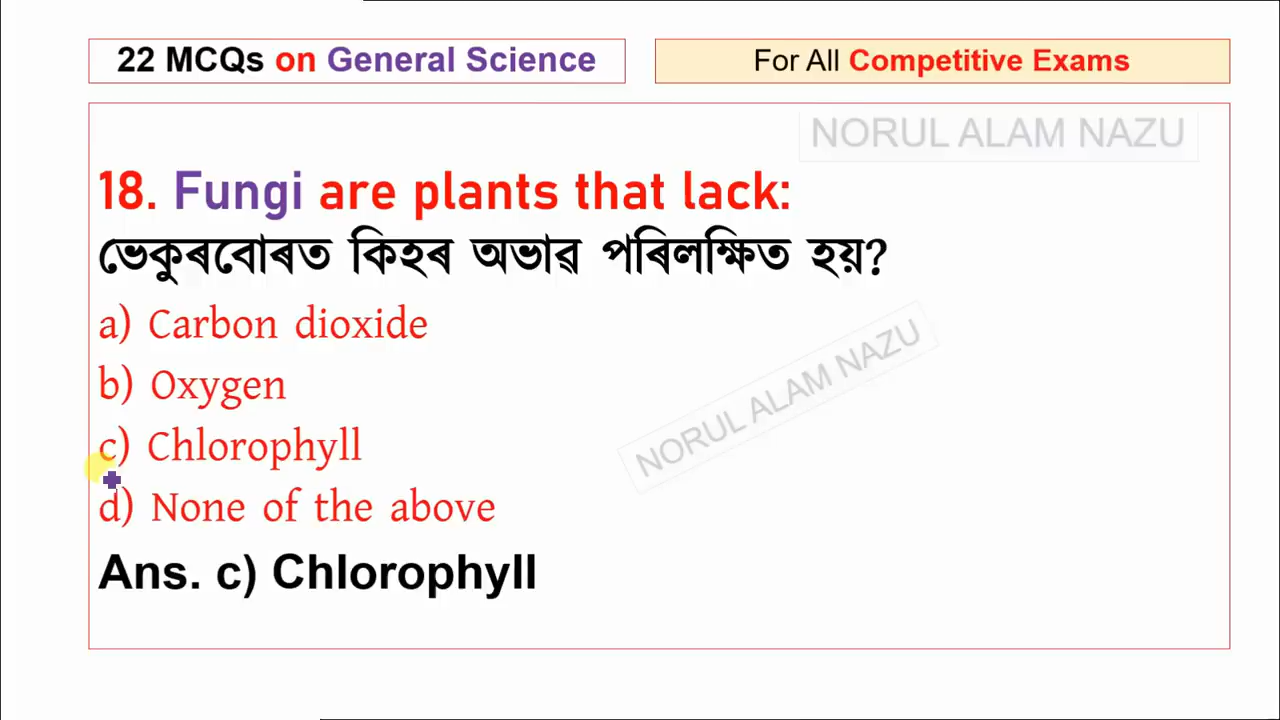 22 MCQs on General Science
For All Competitive Exams
NORUL ALAM NAZU
18. Fungi are plants that lack:
ভেকুৰবোৰত কিহৰ অভাৱ পৰিলক্ষিত হয়?
a) Carbon dioxide
b) Oxygen
c) Chlorophyll
d) None of the above
Ans. c) Chlorophyll
NORUL ALAM NAZU